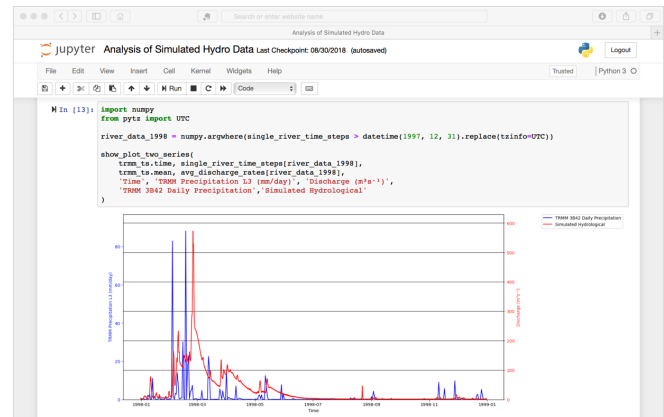 Search or enter website name
Analysis of Simulated Hydro Data
jupyter Analysis of Simulated Hydro Data Last Checkpoint: 08/30/2018 (autosaved)
Logout
File Edit View Insert Cell Kernel Widgets Help
Trusted Python 3
Run Code
In [13]: import numpy
from pytz import UTC
river_data_1998 = numpy.argwhere(single_river_time_steps > datetime(1997, 12, 31).replace(tzinfo=UTC))
show_plot_two_series(
trmm_ts.time, single_river_time_steps[river_data_1998],
trmm_ts.mean, avg_discharge_rates[river_data_1998],
'Time', 'TRMM Precipitation L3 (mm/day)', 'Discharge (m³s⁻¹)',
'TRMM 3B42 Daily Precipitation','Simulated Hydrological'
)
TRMM 3B42 Daily Precipitation
Simulated Hydrological
TRMM Precipitation L3 (mm/day)
80
60
40
20
0
600
500
400
300
200
100
0
Discharge (m³s⁻¹)
1998-01 1998-03 1998-05 1998-07 1998-09 1998-11 1999-01
Time